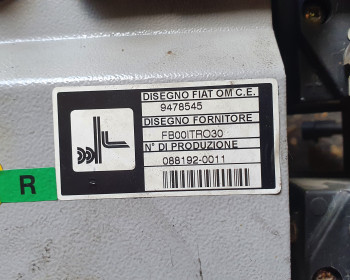 DISEGNO FIAT OM C.E.
9478545
DISEGNO FORNITORE
FB00ITRO30
N° DI PRODUZIONE
088192-0011
R